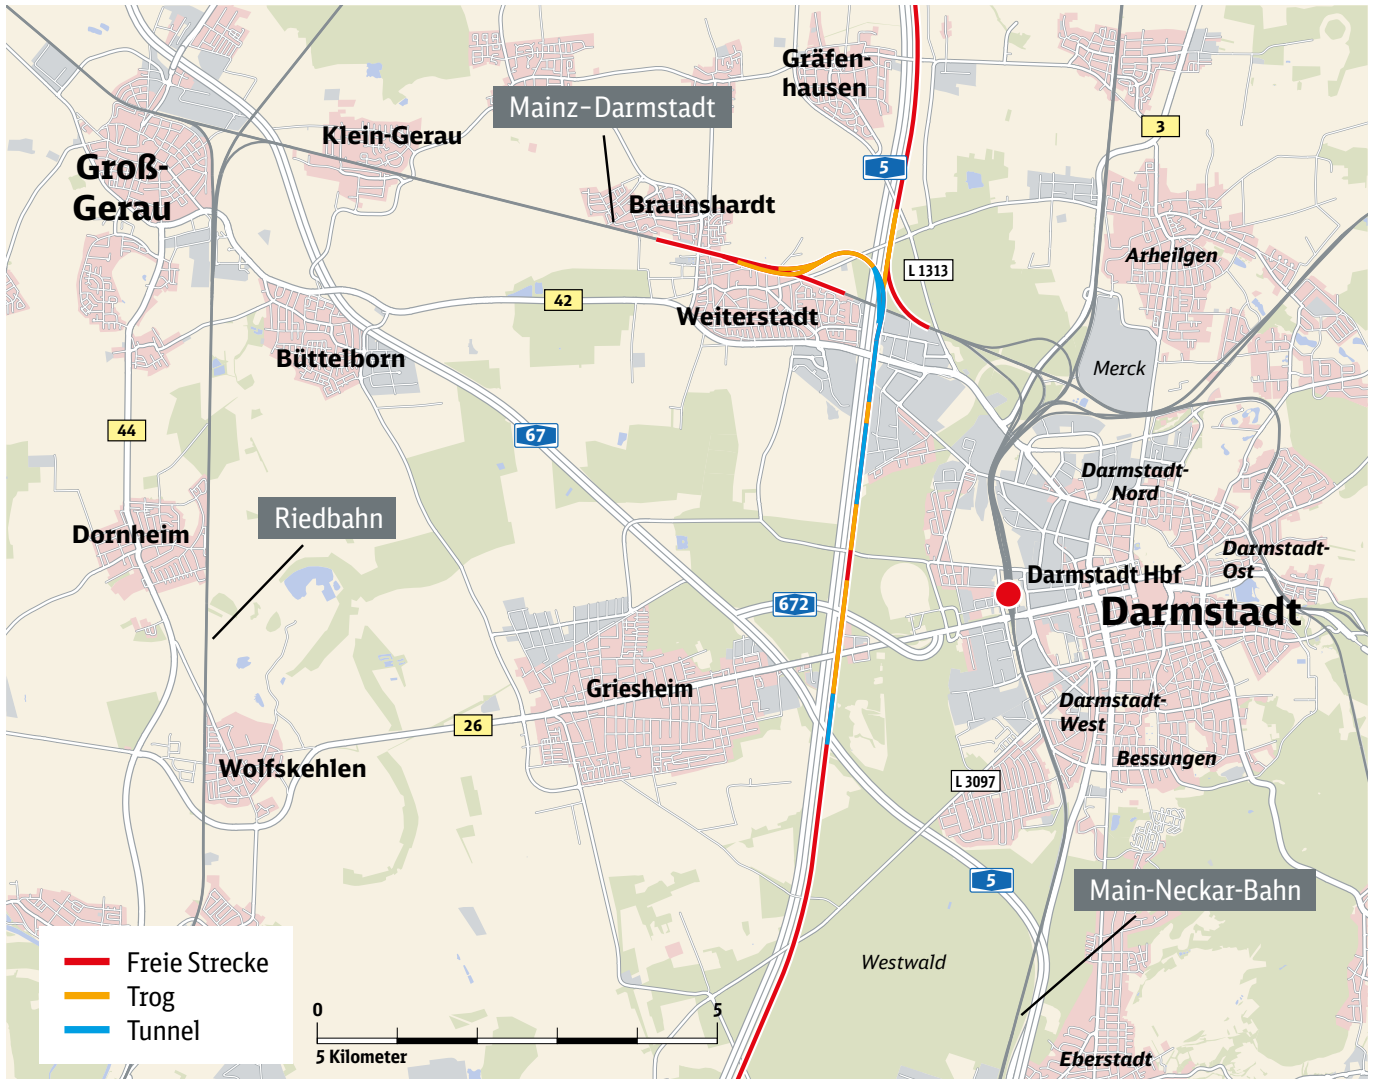 Gräfen-
hausen
Mainz-Darmstadt
3
Klein-Gerau
5
Groß-
Gerau
Braunshardt
Arheilgen
L 1313
42
Weiterstadt
Büttelborn
Merck
44
67
Darmstadt-
Nord
Riedbahn
Dornheim
Darmstadt-
Ost
Darmstadt Hbf
672
Darmstadt
Griesheim
Darmstadt-
West
26
Bessungen
Wolfskehlen
L 3097
5
Main-Neckar-Bahn
Westwald
Freie Strecke
Trog
Tunnel
0 5
5 Kilometer
Eberstadt